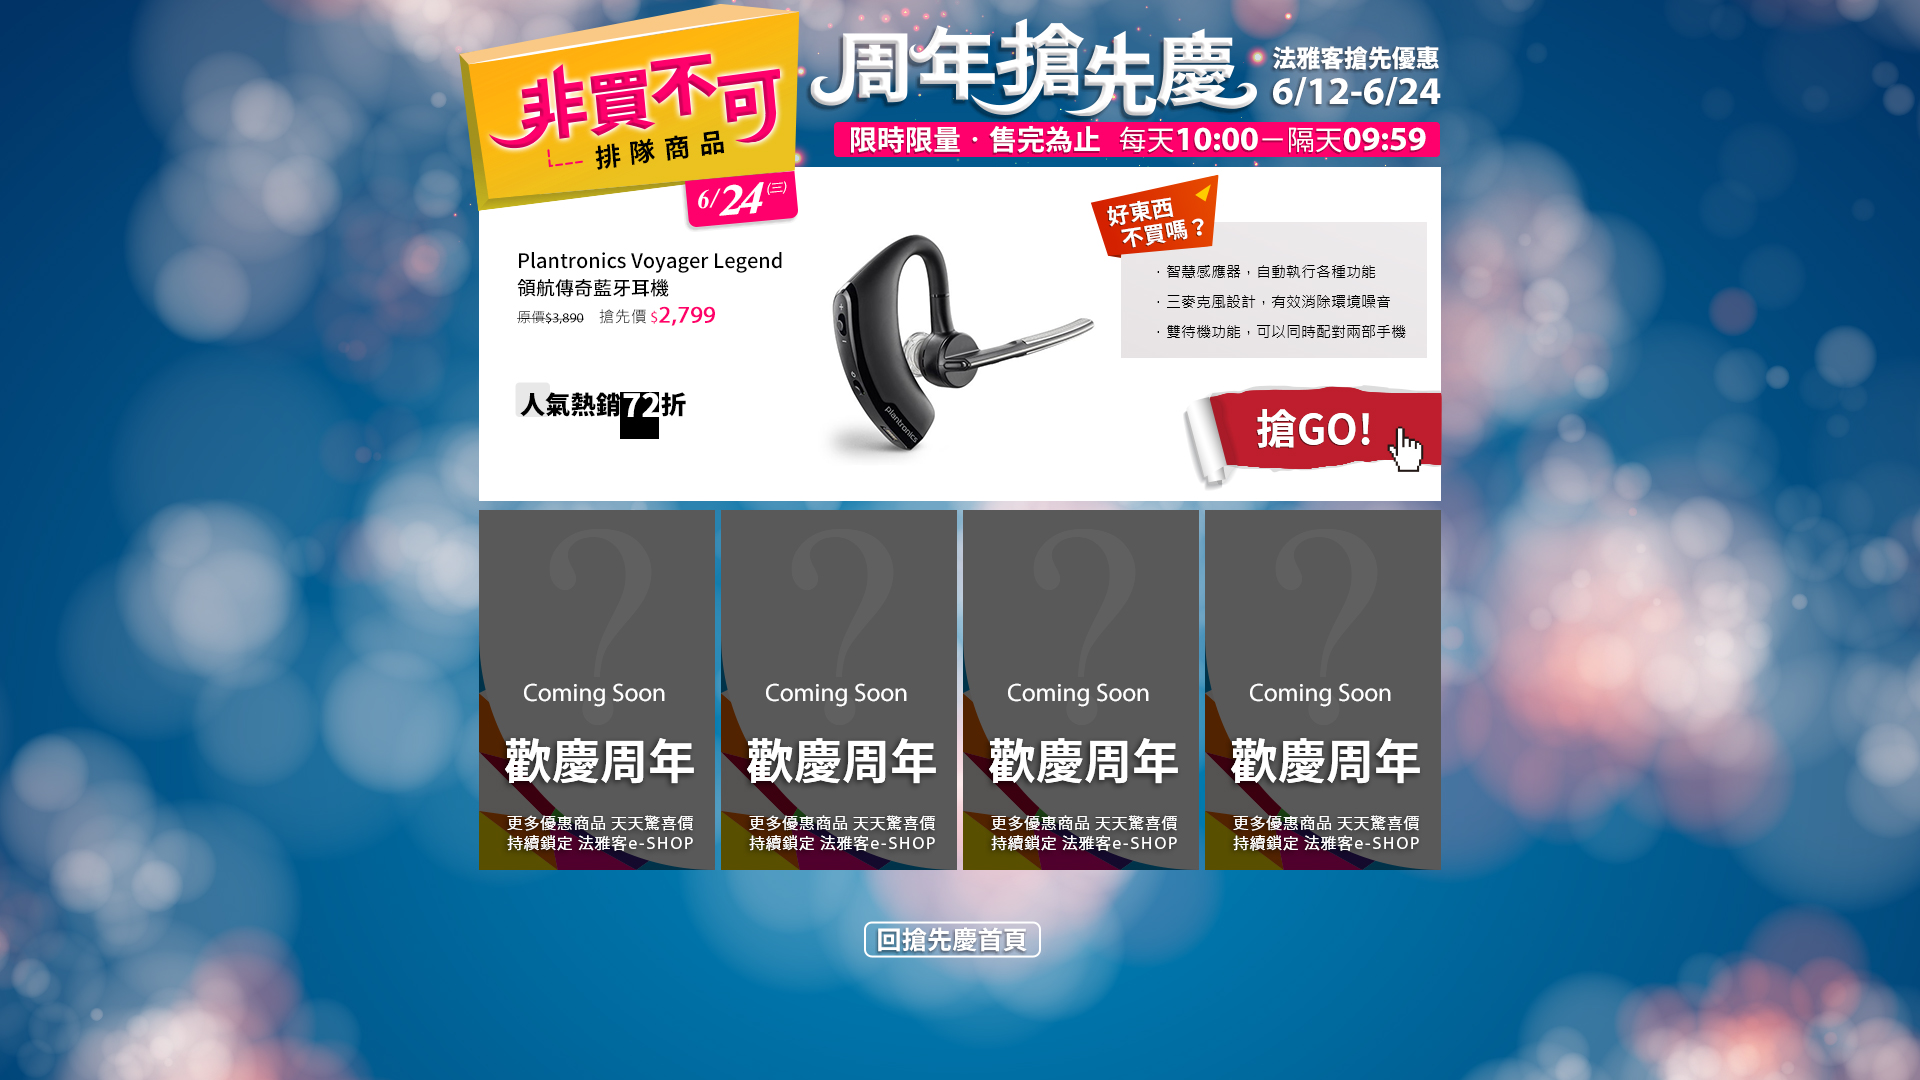 非買不可
排隊商品
6/24(三)
周年搶先慶
法雅客搶先優惠
6/12-6/24
限時限量．售完為止 每天10:00－隔天09:59
Plantronics Voyager Legend
領航傳奇藍牙耳機
原價$3,890 搶先價$2,799
人氣熱銷72折
plantronics
好東西
不買嗎？
．智慧感應器，自動執行各種功能
．三麥克風設計，有效消除環境噪音
．雙待機功能，可以同時配對兩部手機
搶GO!
?
Coming Soon
歡慶周年
更多優惠商品 天天驚喜價
持續鎖定 法雅客e-SHOP
?
Coming Soon
歡慶周年
更多優惠商品 天天驚喜價
持續鎖定 法雅客e-SHOP
?
Coming Soon
歡慶周年
更多優惠商品 天天驚喜價
持續鎖定 法雅客e-SHOP
?
Coming Soon
歡慶周年
更多優惠商品 天天驚喜價
持續鎖定 法雅客e-SHOP
回搶先慶首頁